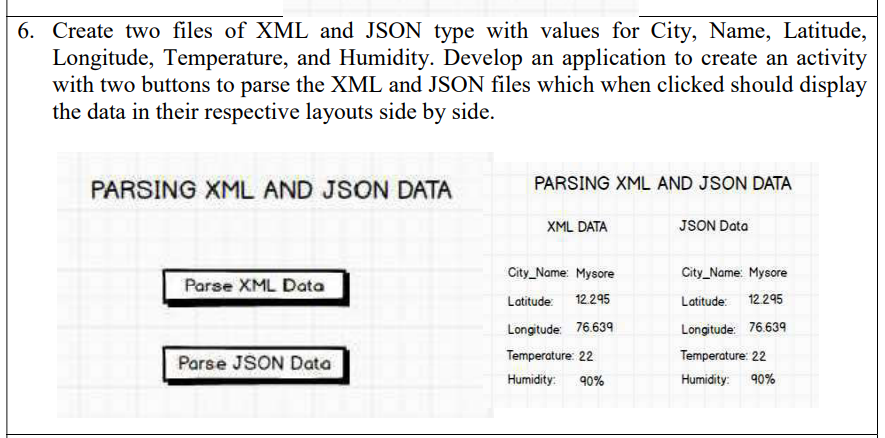 6. Create two files of XML and JSON type with values for City, Name, Latitude,
Longitude, Temperature, and Humidity. Develop an application to create an activity
with two buttons to parse the XML and JSON files which when clicked should display
the data in their respective layouts side by side.
PARSING XML AND JSON DATA
Parse XML Data
Parse JSON Data
PARSING XML AND JSON DATA
XML DATA JSON Data
City_Name: Mysore City_Name: Mysore
Latitude: 12.295 Latitude: 12.295
Longitude: 76.639 Longitude: 76.639
Temperature: 22 Temperature: 22
Humidity: 90% Humidity: 90%